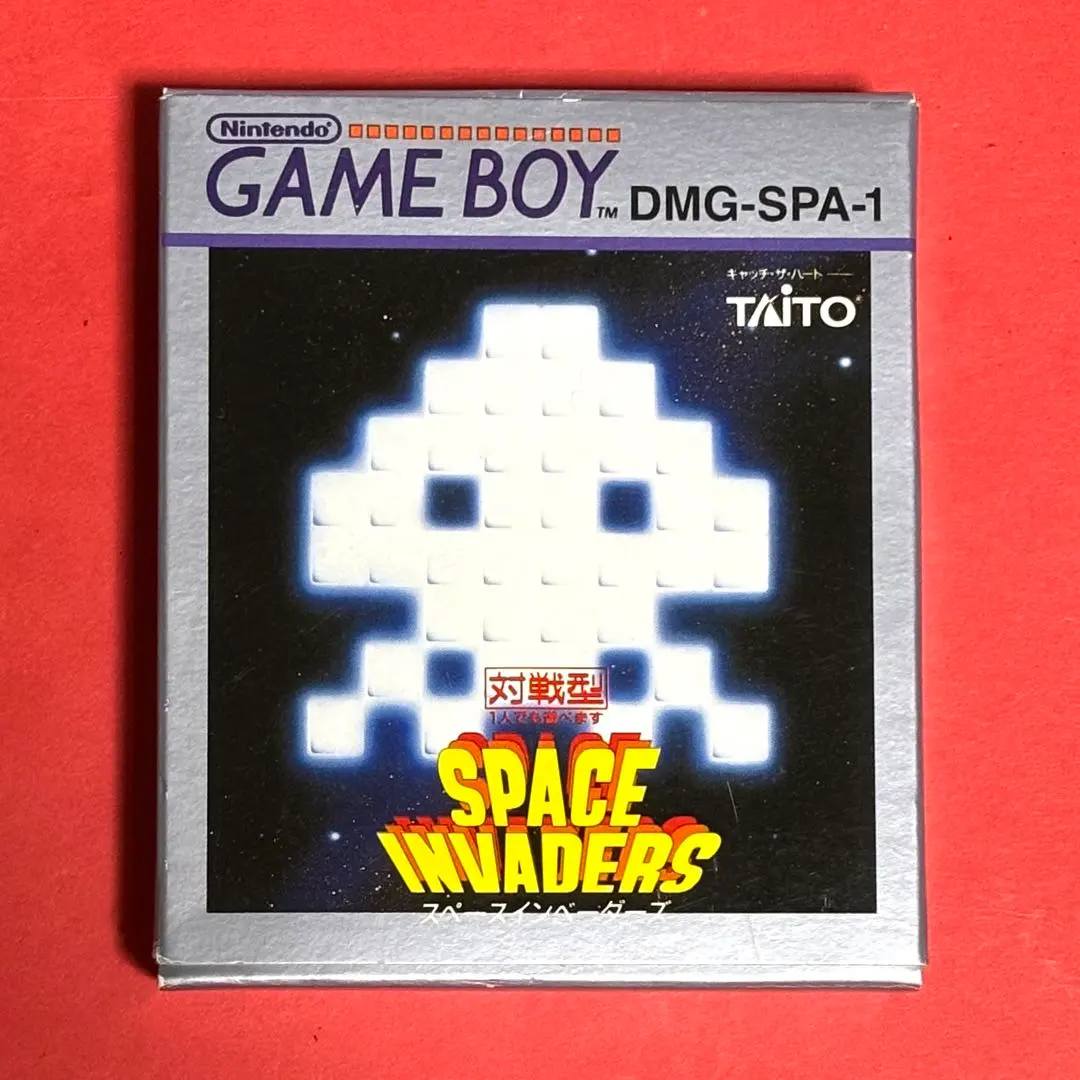 Nintendo®
GAME BOY™ DMG-SPA-1
キャッチ・ザ・ハート
TAITO®
対戦型
1人でも遊べます
SPACE
INVADERS
スペースインベーダーズ